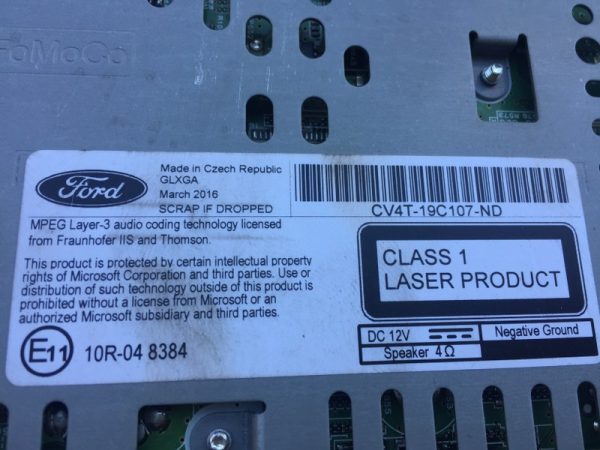 FoMoCo
Ford
Made in Czech Republic
GLXGA
March 2016
SCRAP IF DROPPED
CV4T-19C107-ND
MPEG Layer-3 audio coding technology licensed
from Fraunhofer IIS and Thomson.
This product is protected by certain intellectual property
rights of Microsoft Corporation and third parties. Use or
distribution of such technology outside of this product is
prohibited without a license from Microsoft or an
authorized Microsoft subsidiary and third parties.
CLASS 1
LASER PRODUCT
DC 12V
Negative Ground
Speaker 4 Ω
E11 10R-04 8384